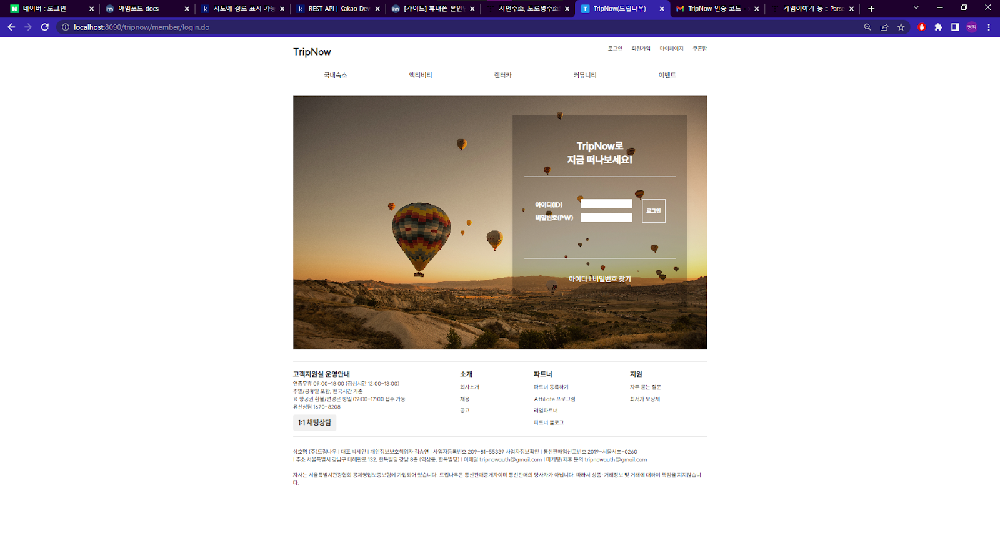 네이버 : 로그인
아임포트 docs
지도에 경로 표시 가능
REST API | Kakao Dev
[가이드] 휴대폰 본인인
지번주소, 도로명주소
TripNow(트립나우)
TripNow 인증 코드 -
게임이야기 등 :: Parse
localhost:8090/tripnow/member/login.do
병직
TripNow
로그인 회원가입 마이페이지 쿠폰함
국내숙소 액티비티 렌터카 커뮤니티 이벤트
TripNow로
지금 떠나보세요!
아이디(ID)
비밀번호(PW)
로그인
아이디 | 비밀번호 찾기
고객지원실 운영안내
연중무휴 09:00-18:00 (점심시간 12:00-13:00)
주말/공휴일 포함, 한국시간 기준
※ 항공권 환불/변경은 평일 09:00-17:00 접수 가능
유선상담 1670-8208
1:1 채팅상담
소개
회사소개
채용
공고
파트너
파트너 등록하기
Affiliate 프로그램
리얼파트너
파트너 블로그
지원
자주 묻는 질문
최저가 보장제
상호명 (주)트립나우 | 대표 박세인 | 개인정보보호책임자 김승연 | 사업자등록번호 209-81-55339 사업자정보확인 | 통신판매업신고번호 2019-서울서초-0260
| 주소 서울특별시 강남구 테헤란로 132, 한독빌딩 강남 8층 (역삼동, 한독빌딩) | 이메일 tripnowauth@gmail.com | 마케팅/제휴 문의 tripnowauth@gmail.com
자사는 서울특별시관광협회 공제영업보증보험에 가입되어 있습니다. 트립나우은 통신판매중개자이며 통신판매의 당사자가 아닙니다. 따라서 상품·거래정보 및 거래에 대하여 책임을 지지않습니
다.